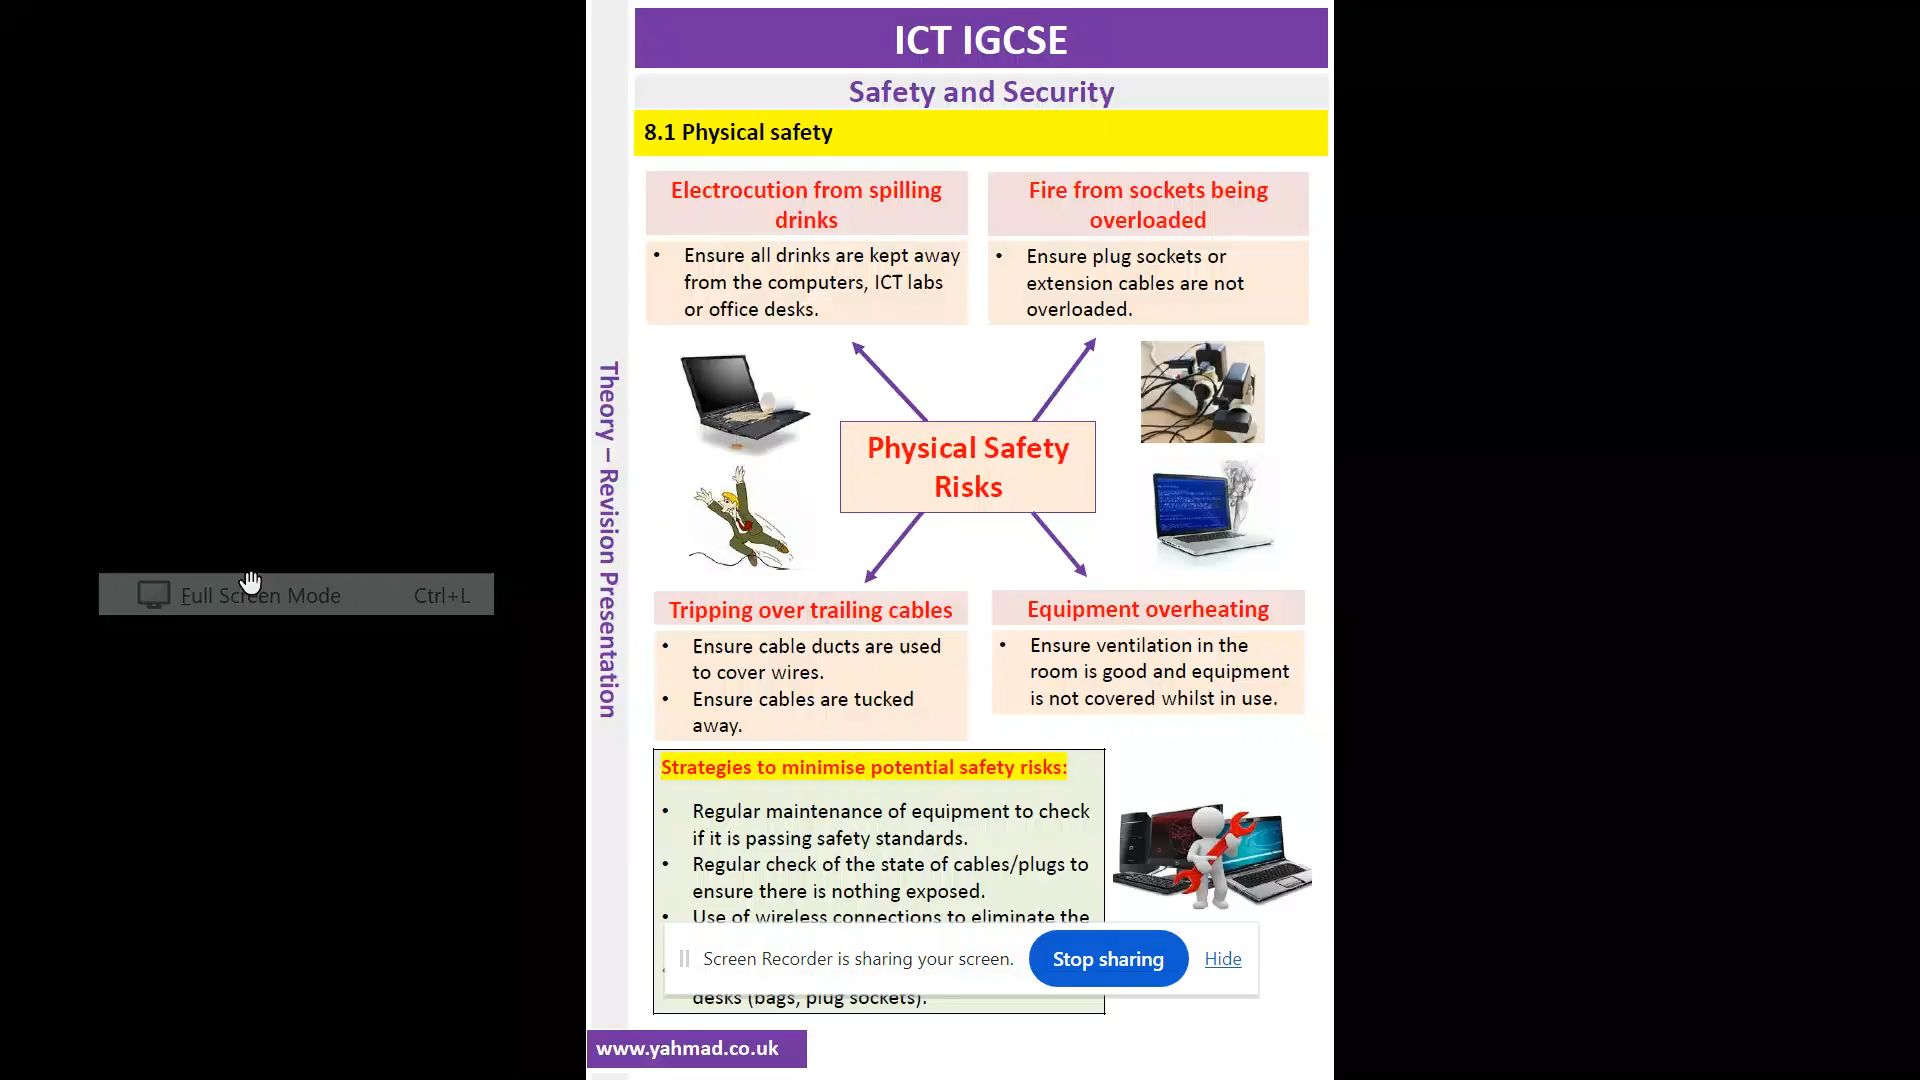 ICT IGCSE
Safety and Security
8.1 Physical safety
Electrocution from spilling
drinks
• Ensure all drinks are kept away
from the computers, ICT labs
or office desks.
Fire from sockets being
overloaded
• Ensure plug sockets or
extension cables are not
overloaded.
Physical Safety
Risks
Theory – Revision Presentation
Full Screen Mode Ctrl+L
Tripping over trailing cables
• Ensure cable ducts are used
to cover wires.
• Ensure cables are tucked
away.
Equipment overheating
• Ensure ventilation in the
room is good and equipment
is not covered whilst in use.
Strategies to minimise potential safety risks:
• Regular maintenance of equipment to check
if it is passing safety standards.
• Regular check of the state of cables/plugs to
ensure there is nothing exposed.
• Use of wireless connections to eliminate the
Screen Recorder is sharing your screen. Stop sharing Hide
desks (bags, plug sockets).
www.yahmad.co.uk